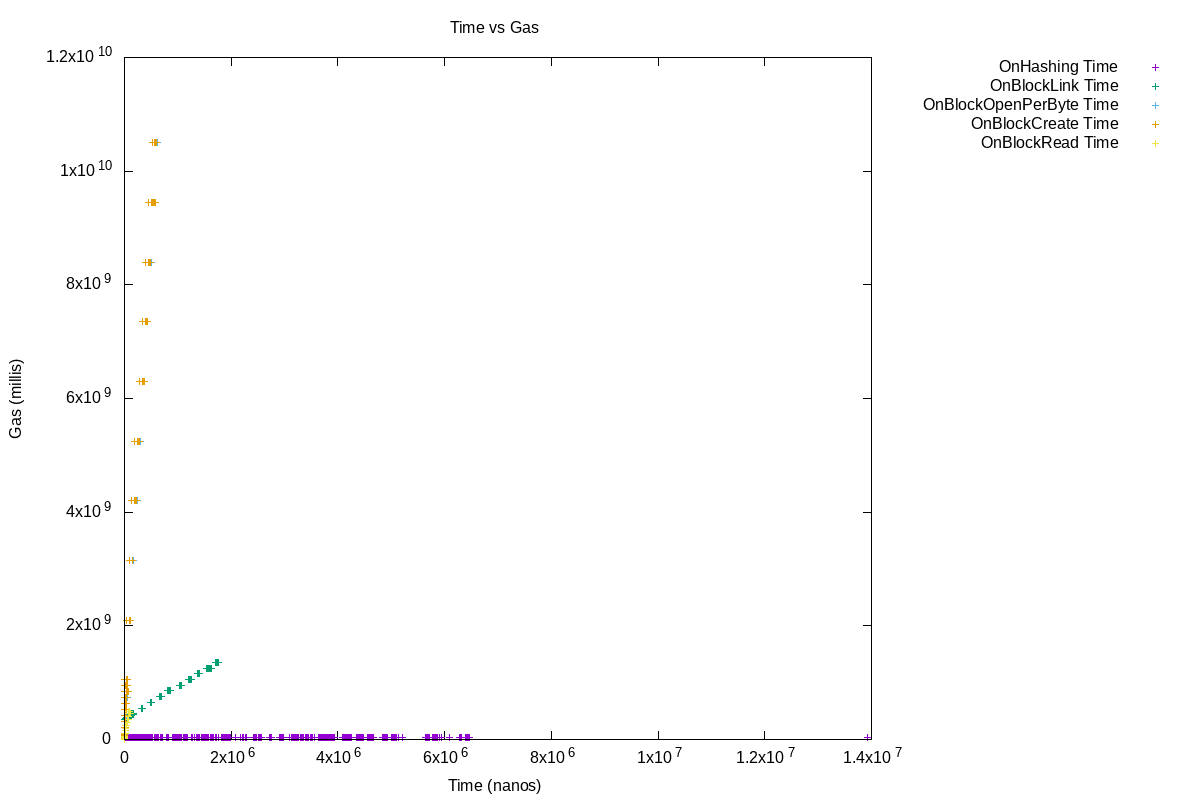 Time vs Gas
1.2x10^10
1x10^10
8x10^9
6x10^9
4x10^9
2x10^9
0
Gas (millis)
0
2x10^6
4x10^6
6x10^6
8x10^6
1x10^7
1.2x10^7
1.4x10^7
Time (nanos)
OnHashing Time
OnBlockLink Time
OnBlockOpenPerByte Time
OnBlockCreate Time
OnBlockRead Time